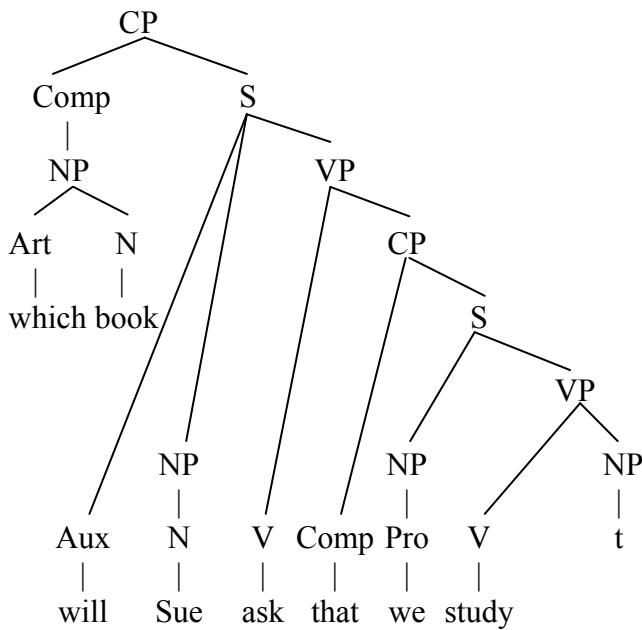 CP
Comp S
NP VP
Art N CP
which book S
VP
NP NP NP
Aux N V Comp Pro V t
will Sue ask that we study